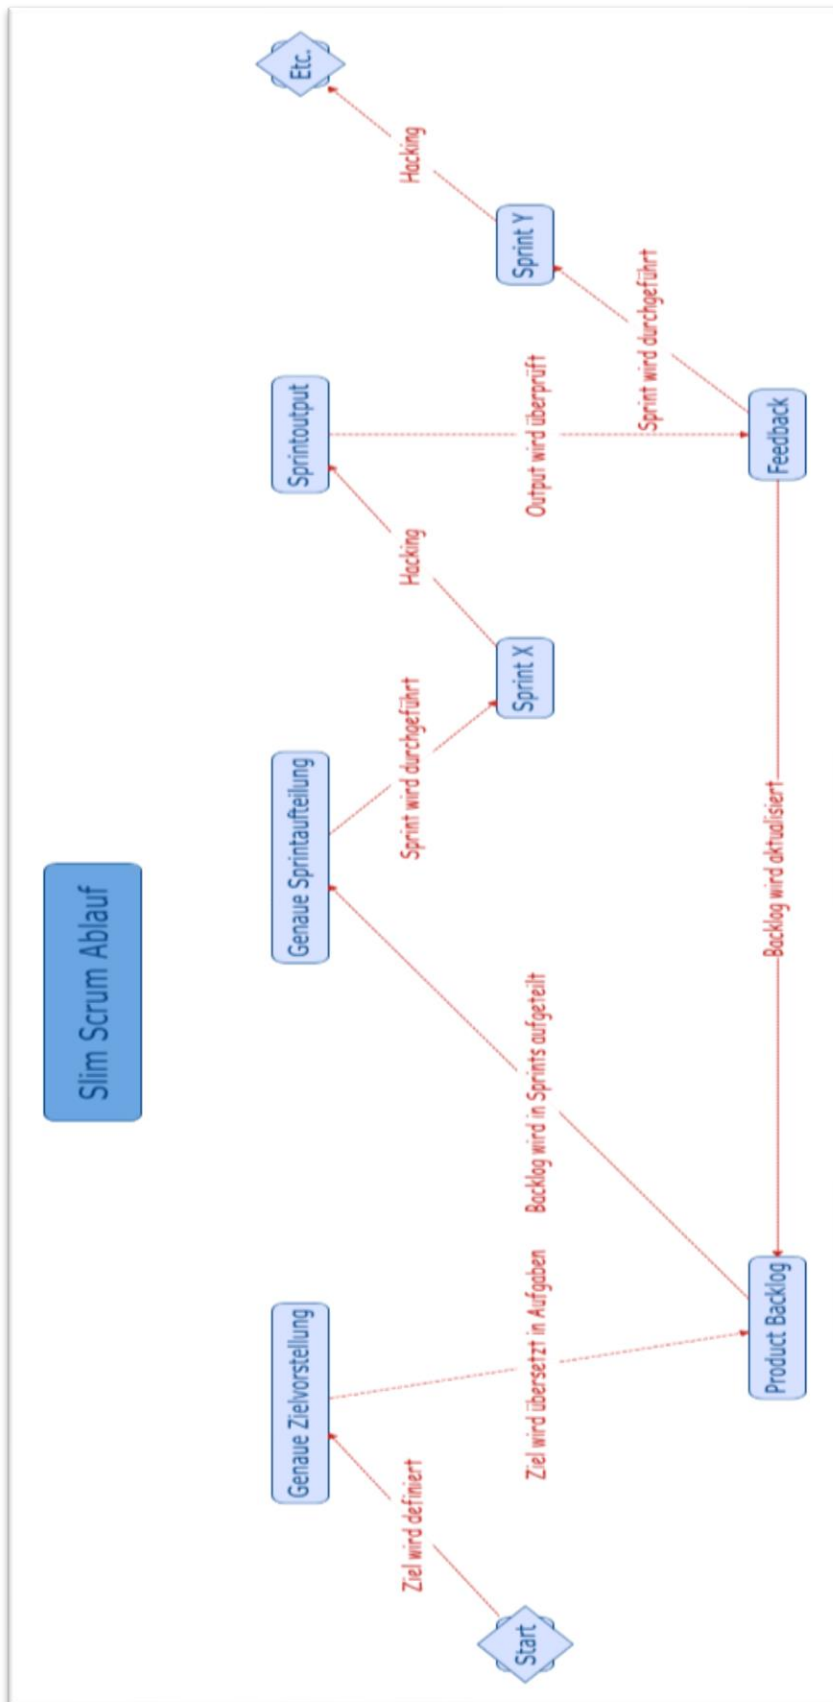 Slim Scrum Ablauf
Start
Ziel wird definiert
Genaue Zielvorstellung
Ziel wird übersetzt in Aufgaben
Product Backlog
Backlog wird in Sprints aufgeteilt
Genaue Sprintaufteilung
Sprint wird durchgeführt
Sprint X
Hacking
Sprintoutput
Output wird überprüft
Feedback
Backlog wird aktualisiert
Sprint wird durchgeführt
Sprint Y
Hacking
Etc.